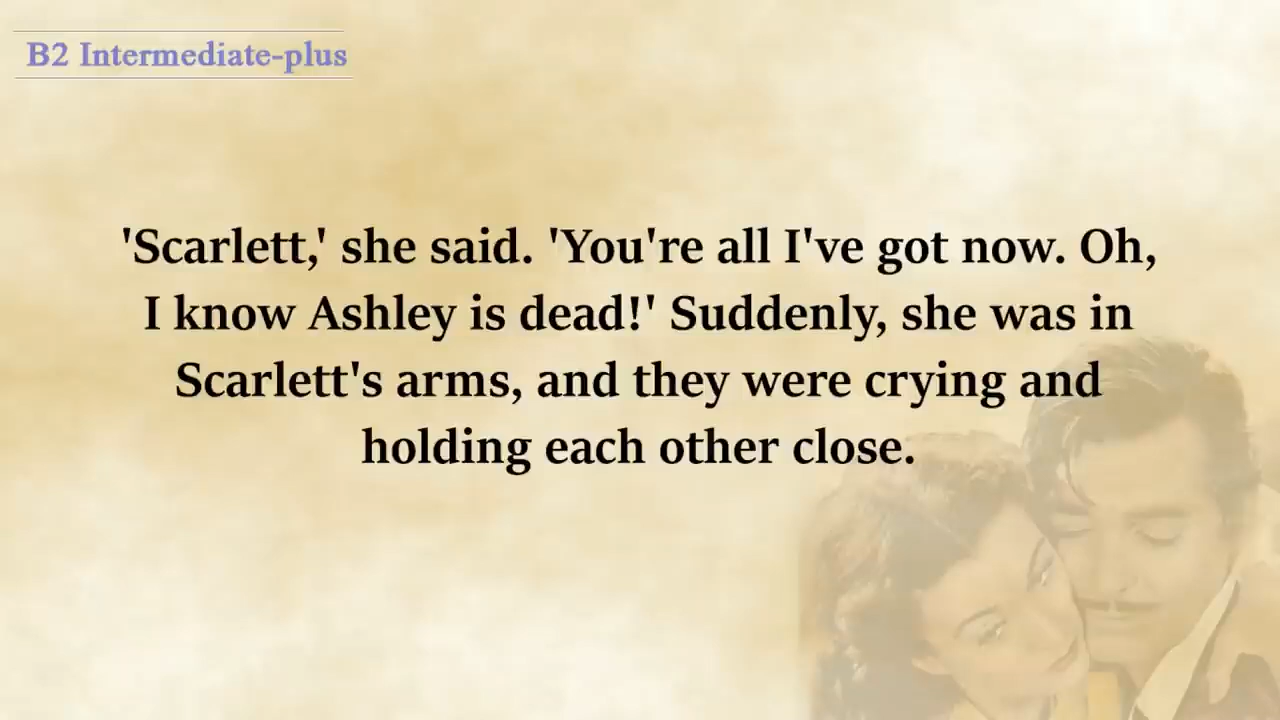 B2 Intermediate-plus
'Scarlett,' she said. 'You're all I've got now. Oh,
I know Ashley is dead!' Suddenly, she was in
Scarlett's arms, and they were crying and
holding each other close.